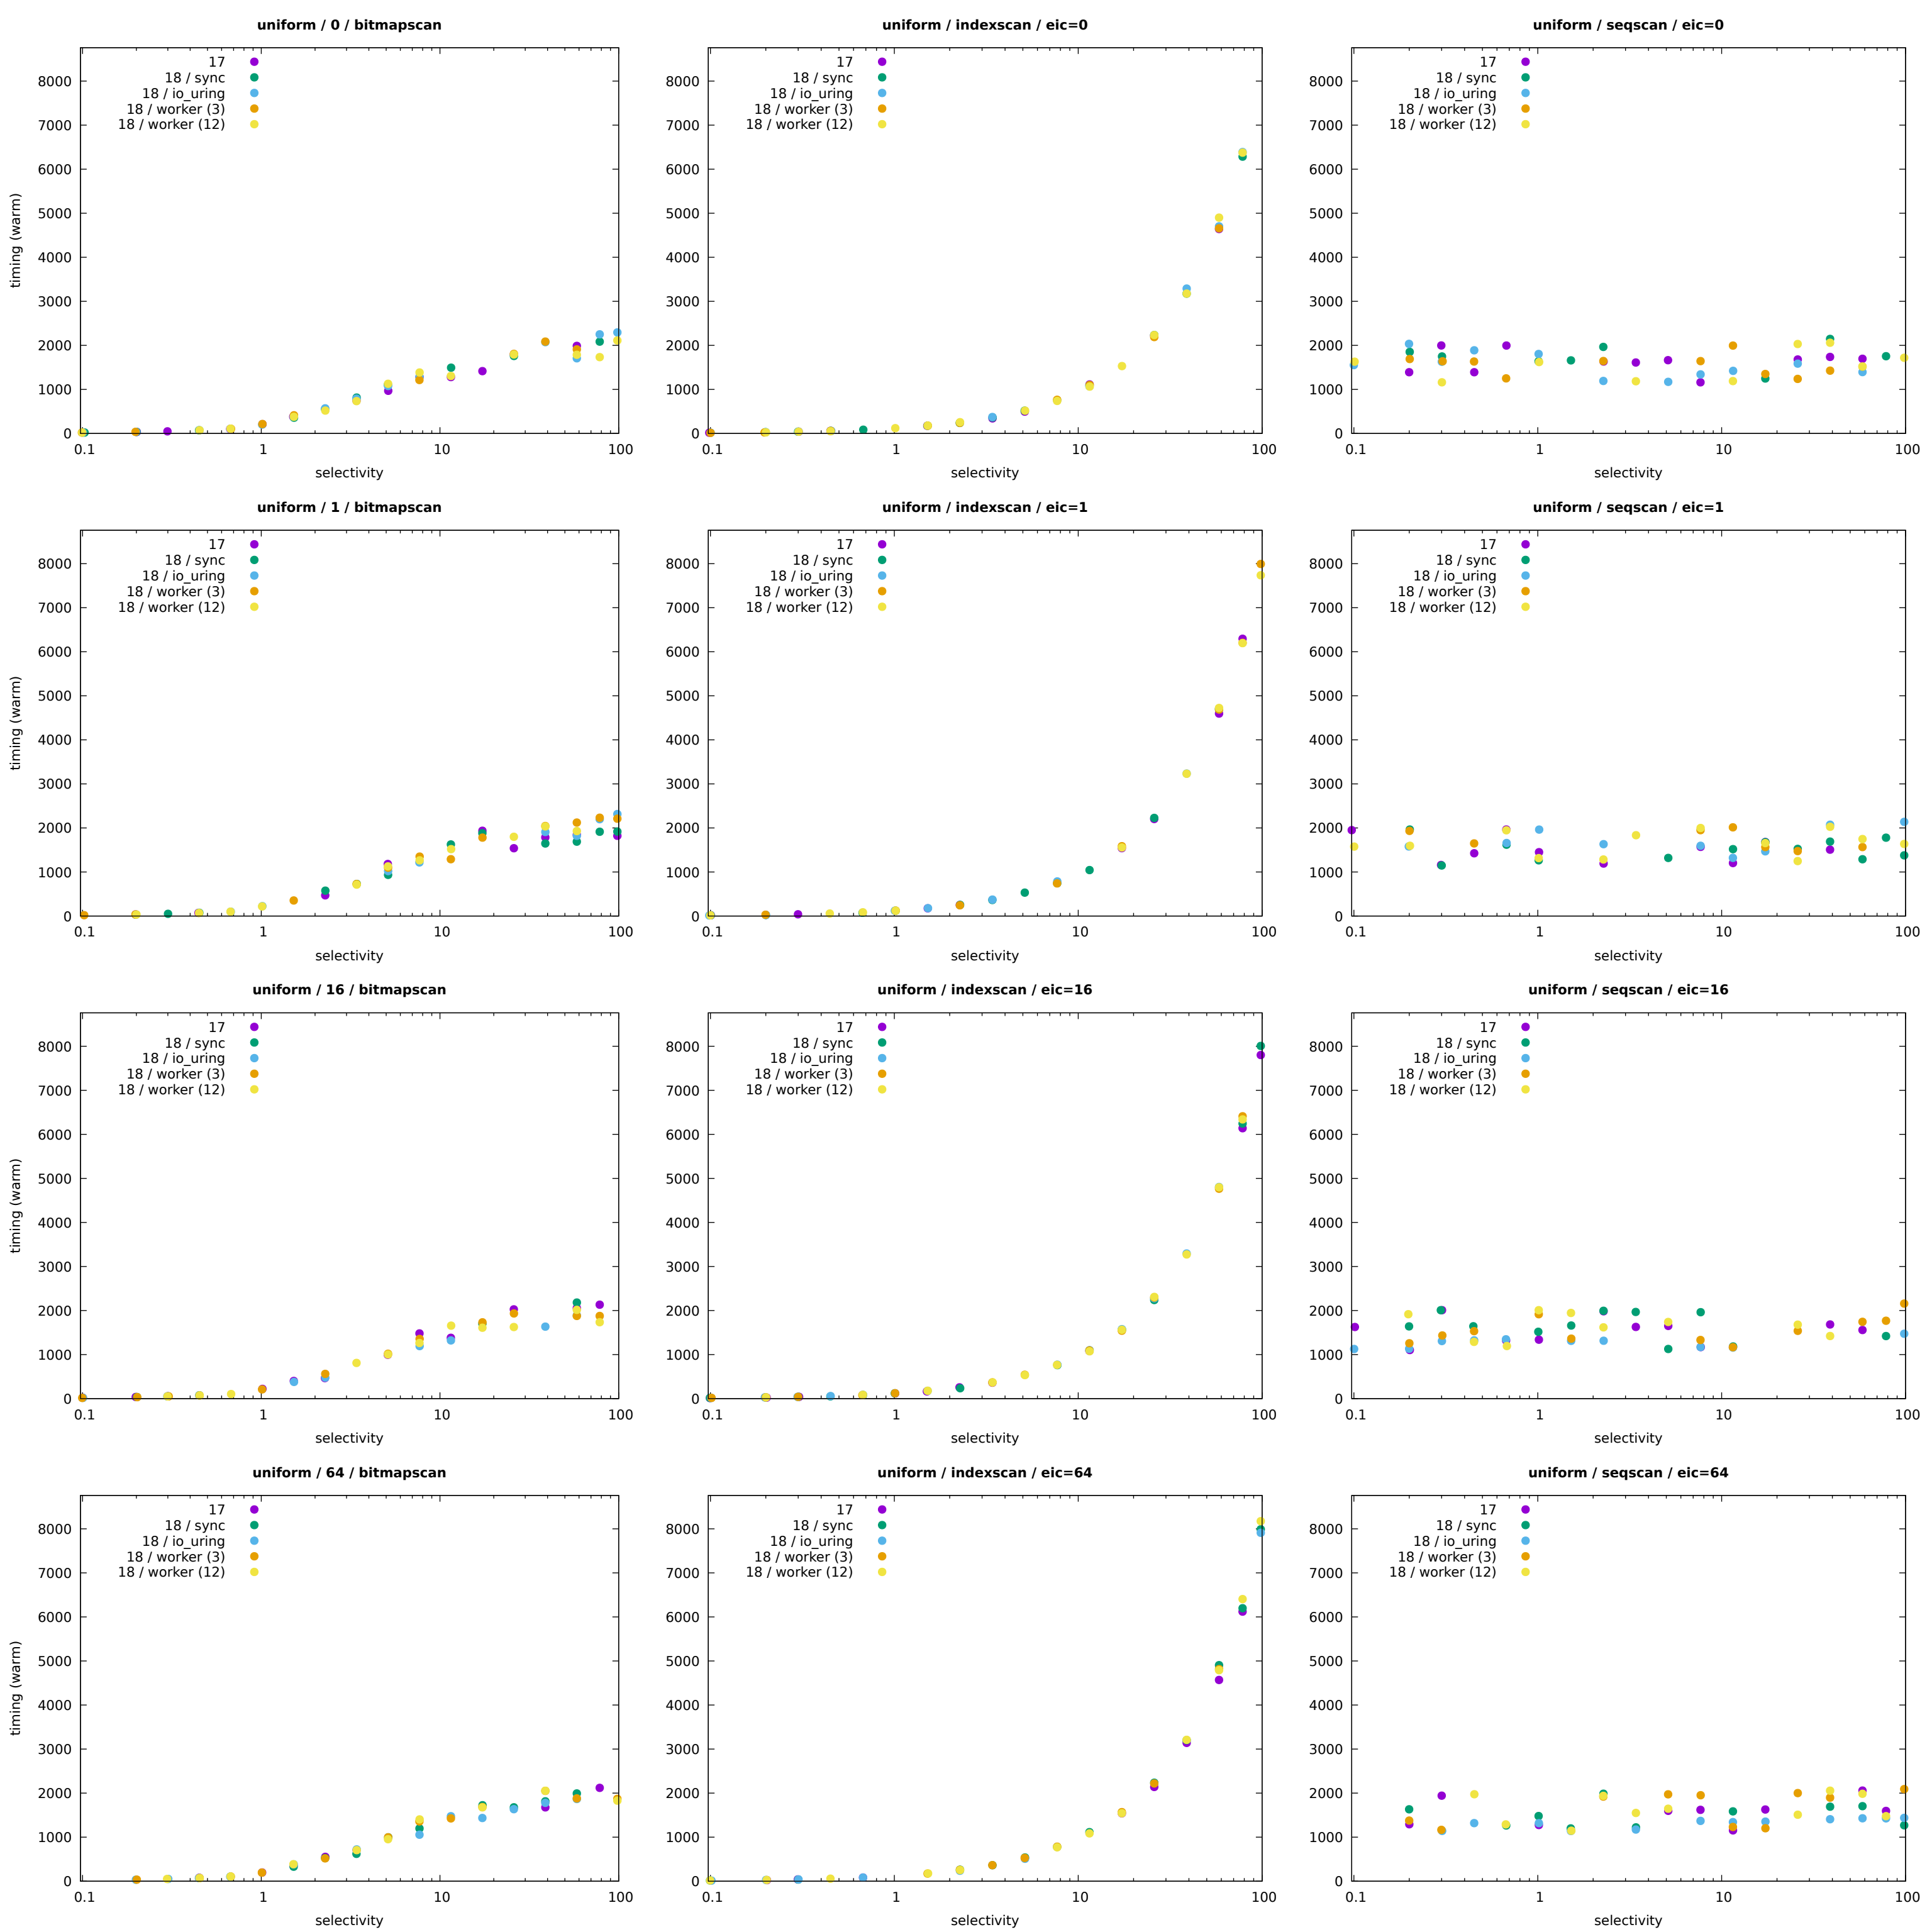 uniform / 0 / bitmapscan
17
18 / sync
18 / io_uring
18 / worker (3)
18 / worker (12)
8000
7000
6000
5000
4000
3000
2000
1000
0
timing (warm)
0.1 1 10 100
selectivity
uniform / indexscan / eic=0
17
18 / sync
18 / io_uring
18 / worker (3)
18 / worker (12)
8000
7000
6000
5000
4000
3000
2000
1000
0
0.1 1 10 100
selectivity
uniform / seqscan / eic=0
17
18 / sync
18 / io_uring
18 / worker (3)
18 / worker (12)
8000
7000
6000
5000
4000
3000
2000
1000
0
0.1 1 10 100
selectivity
uniform / 1 / bitmapscan
17
18 / sync
18 / io_uring
18 / worker (3)
18 / worker (12)
8000
7000
6000
5000
4000
3000
2000
1000
0
timing (warm)
0.1 1 10 100
selectivity
uniform / indexscan / eic=1
17
18 / sync
18 / io_uring
18 / worker (3)
18 / worker (12)
8000
7000
6000
5000
4000
3000
2000
1000
0
0.1 1 10 100
selectivity
uniform / seqscan / eic=1
17
18 / sync
18 / io_uring
18 / worker (3)
18 / worker (12)
8000
7000
6000
5000
4000
3000
2000
1000
0
0.1 1 10 100
selectivity
uniform / 16 / bitmapscan
17
18 / sync
18 / io_uring
18 / worker (3)
18 / worker (12)
8000
7000
6000
5000
4000
3000
2000
1000
0
timing (warm)
0.1 1 10 100
selectivity
uniform / indexscan / eic=16
17
18 / sync
18 / io_uring
18 / worker (3)
18 / worker (12)
8000
7000
6000
5000
4000
3000
2000
1000
0
0.1 1 10 100
selectivity
uniform / seqscan / eic=16
17
18 / sync
18 / io_uring
18 / worker (3)
18 / worker (12)
8000
7000
6000
5000
4000
3000
2000
1000
0
0.1 1 10 100
selectivity
uniform / 64 / bitmapscan
17
18 / sync
18 / io_uring
18 / worker (3)
18 / worker (12)
8000
7000
6000
5000
4000
3000
2000
1000
0
timing (warm)
0.1 1 10 100
selectivity
uniform / indexscan / eic=64
17
18 / sync
18 / io_uring
18 / worker (3)
18 / worker (12)
8000
7000
6000
5000
4000
3000
2000
1000
0
0.1 1 10 100
selectivity
uniform / seqscan / eic=64
17
18 / sync
18 / io_uring
18 / worker (3)
18 / worker (12)
8000
7000
6000
5000
4000
3000
2000
1000
0
0.1 1 10 100
selectivity